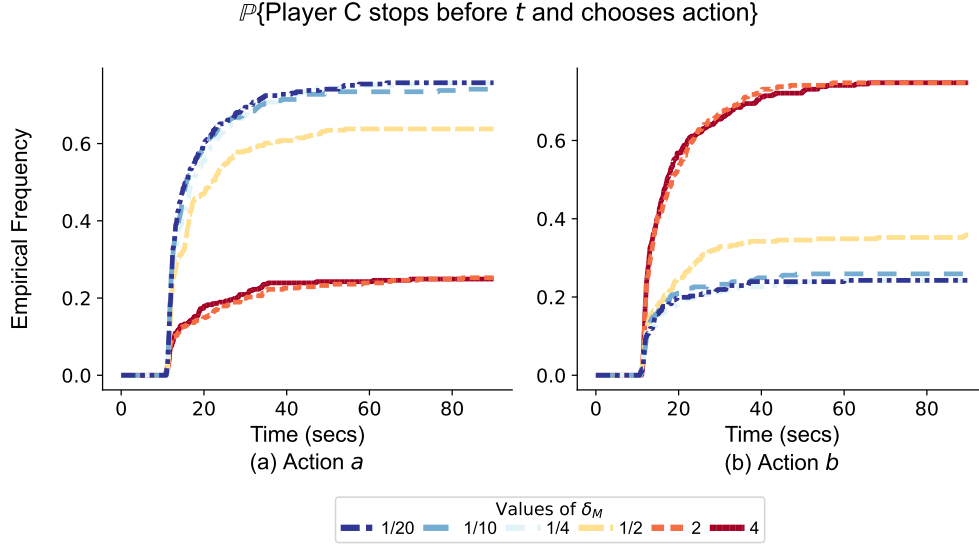 ℙ{Player C stops before t and chooses action}
Empirical Frequency
0.6
0.4
0.2
0.0
0 20 40 60 80
Time (secs)
(a) Action a
0.6
0.4
0.2
0.0
0 20 40 60 80
Time (secs)
(b) Action b
Values of δ_M
1/20 1/10 1/4 1/2 2 4